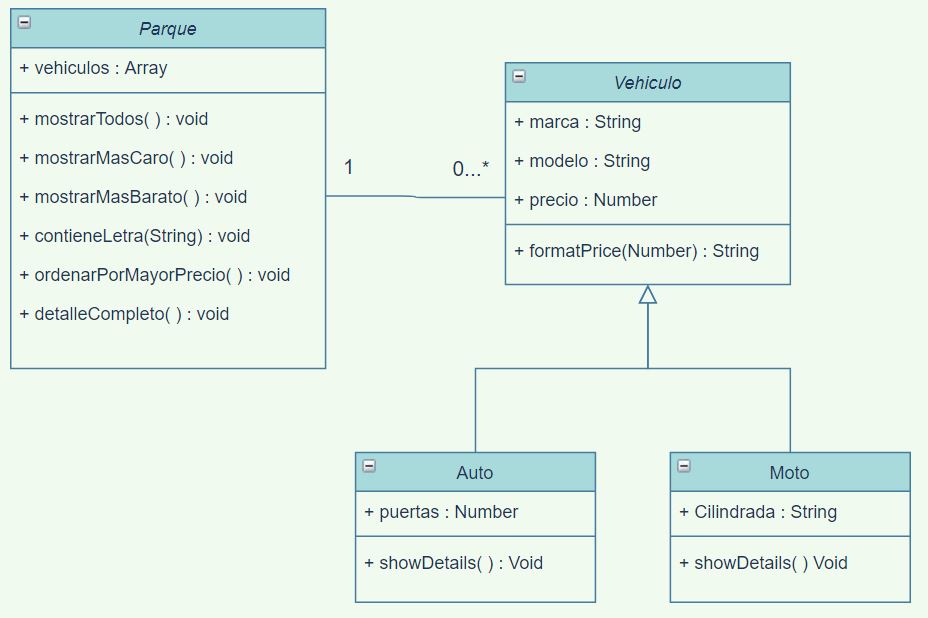 Parque
+ vehiculos : Array
+ mostrarTodos( ) : void
+ mostrarMasCaro( ) : void
+ mostrarMasBarato( ) : void
+ contieneLetra(String) : void
+ ordenarPorMayorPrecio( ) : void
+ detalleCompleto( ) : void
1
0...*
Vehiculo
+ marca : String
+ modelo : String
+ precio : Number
+ formatPrice(Number) : String
Auto
+ puertas : Number
+ showDetails( ) : Void
Moto
+ Cilindrada : String
+ showDetails( ) Void